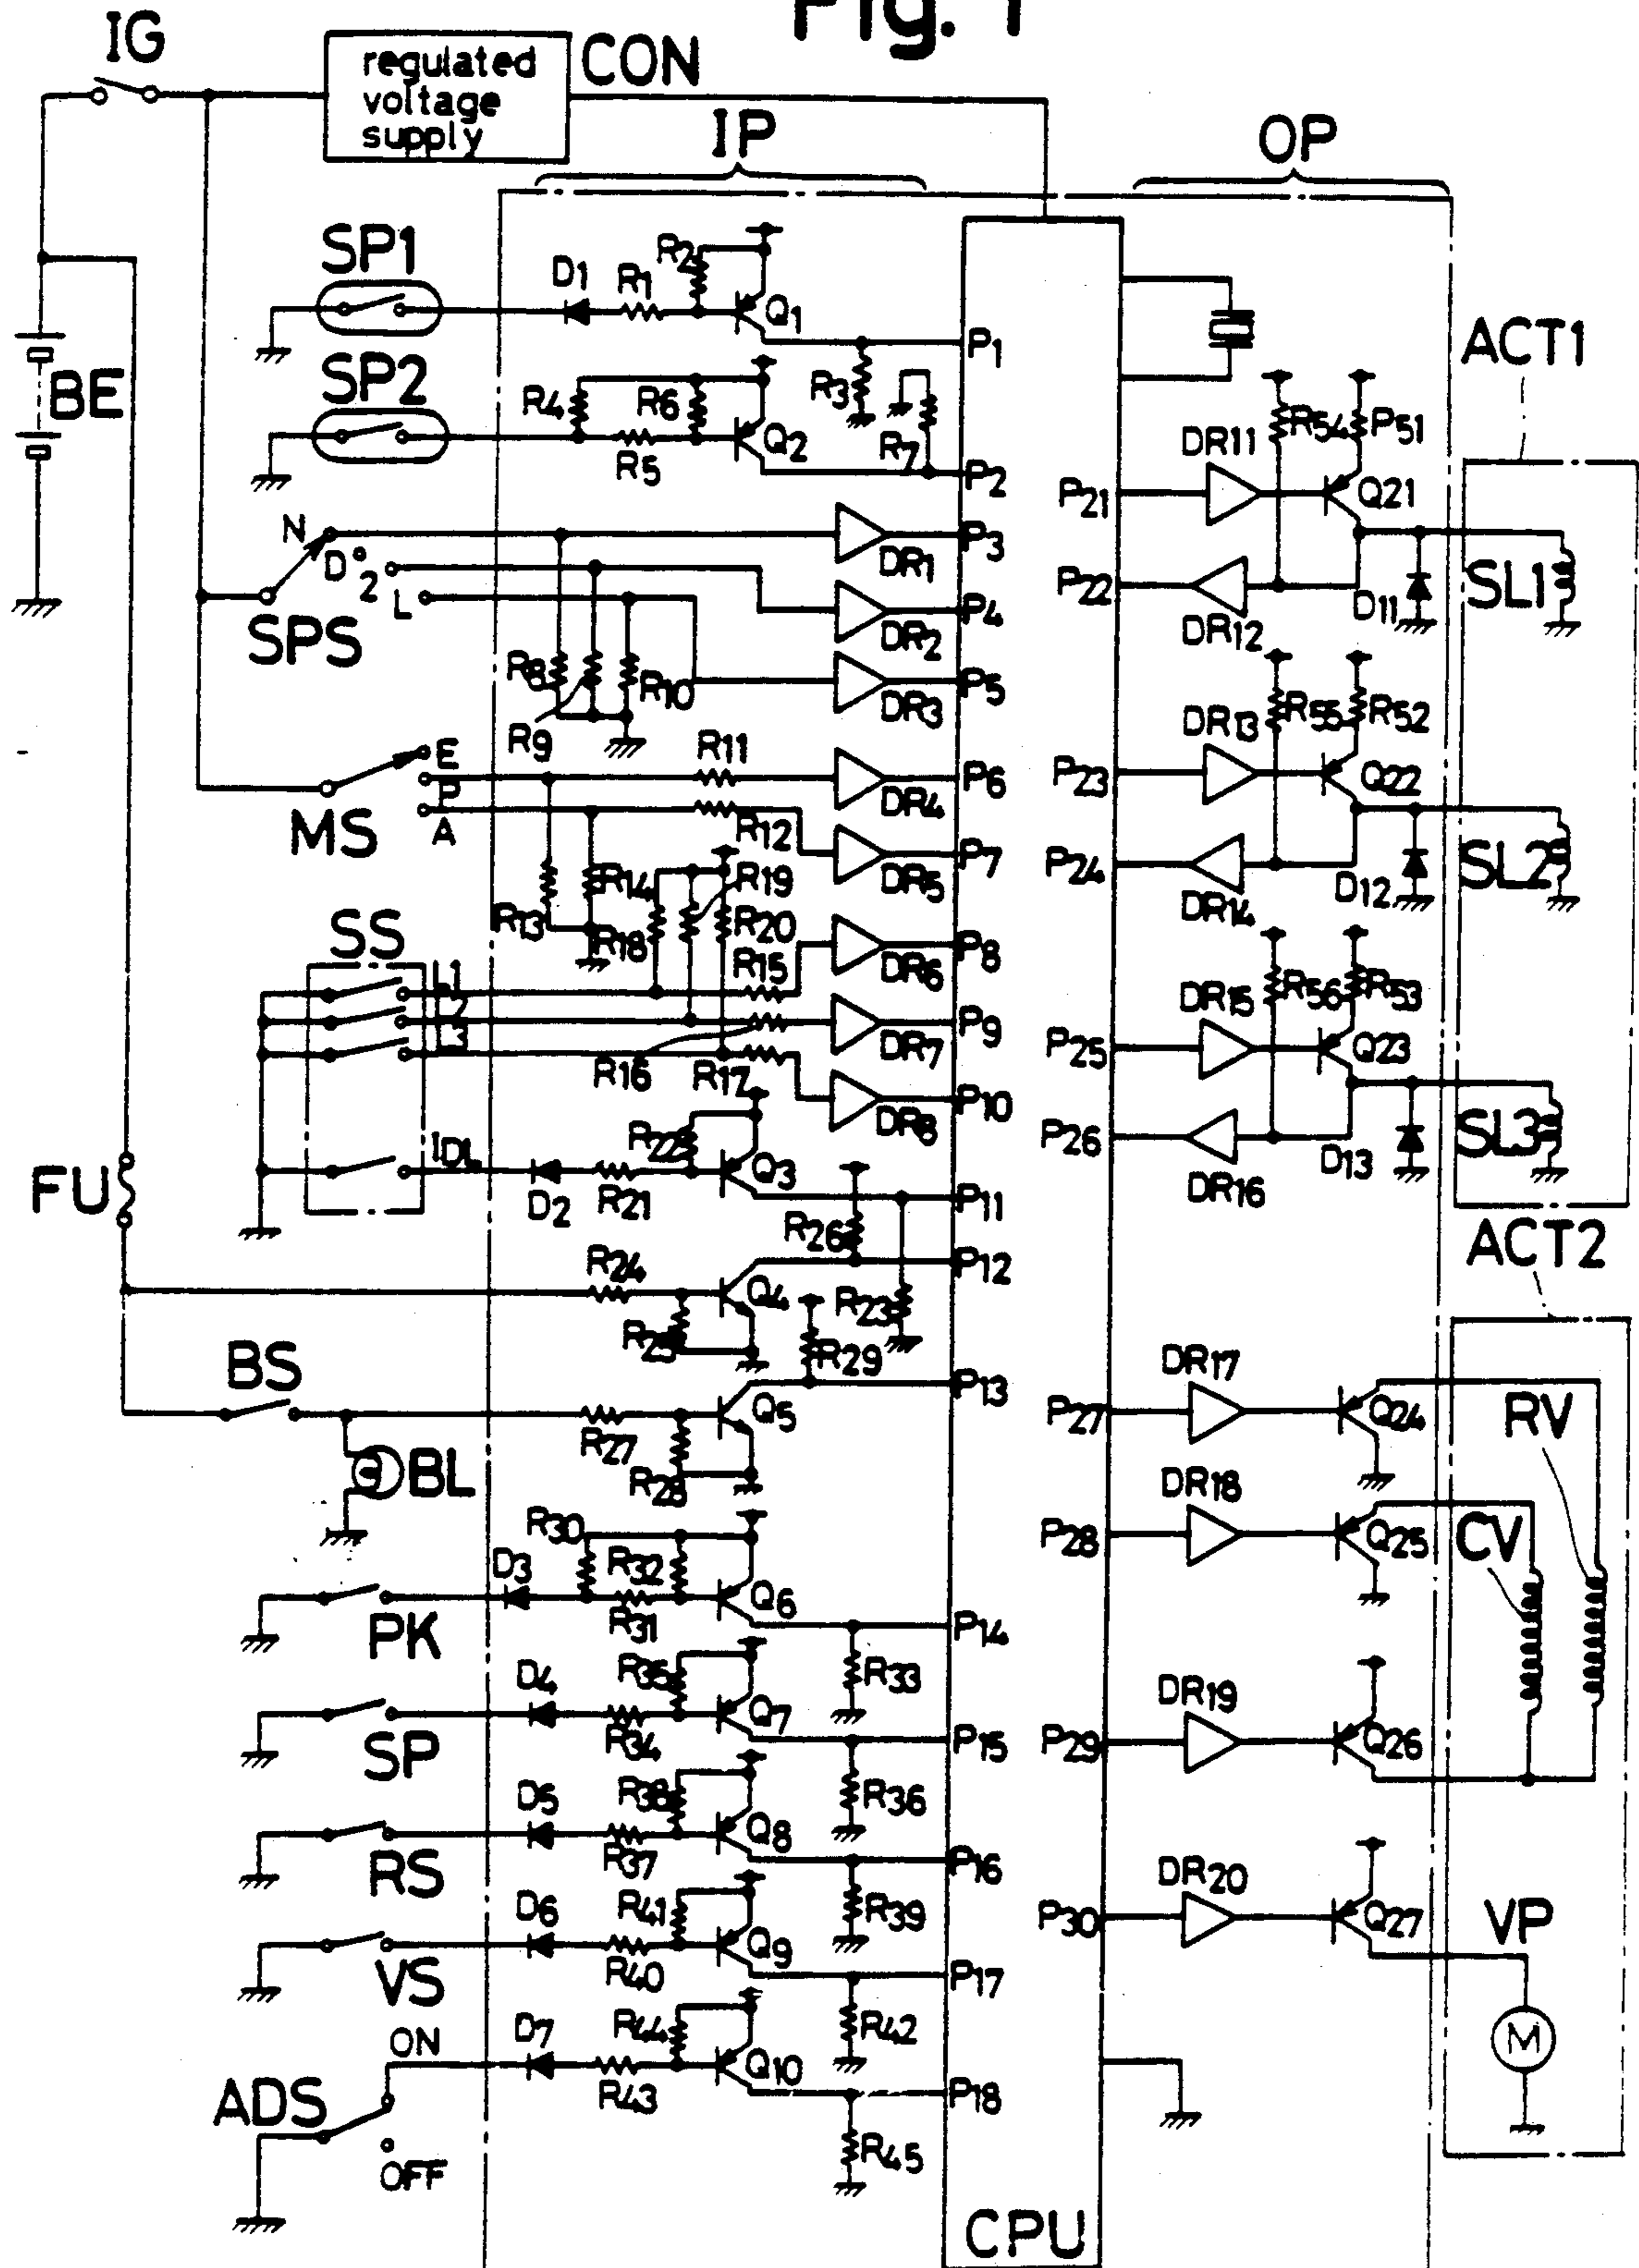 Fig. 1
IG
regulated
voltage
supply
CON
IP
OP
SP1
D1
R1
R2
Q1
P1
R3
BE
SP2
R4
R6
R5
Q2
R7
P2
N
D
2
L
SPS
DR1
P3
DR2
P4
DR3
P5
R8
R9
R10
E
P
A
MS
R11
DR4
P6
R12
DR5
P7
R13
R14
R18
R19
R20
SS
L1
L2
L3
IDL
R15
DR6
P8
R16
DR7
P9
R17
DR8
P10
FU
D2
R21
R22
Q3
P11
R26
R24
P12
Q4
R25
R23
R29
BS
P13
Q5
R27
R28
BL
R30
D3
R32
R31
Q6
PK
P14
R33
D4
R35
R34
Q7
SP
P15
R36
D5
R38
R37
Q8
RS
P16
R39
D6
R41
R40
Q9
VS
P17
R42
ON
D7
R44
R43
Q10
ADS
OFF
P18
R45
CPU
ACT1
R54
P51
DR11
P21
Q21
P22
DR12
D11
SL1
DR13
R55
R52
P23
Q22
P24
DR14
D12
SL2
DR15
R56
R53
P25
Q23
P26
DR16
D13
SL3
ACT2
DR17
P27
Q24
RV
DR18
P28
Q25
CV
DR19
P29
Q26
DR20
P30
Q27
VP
M